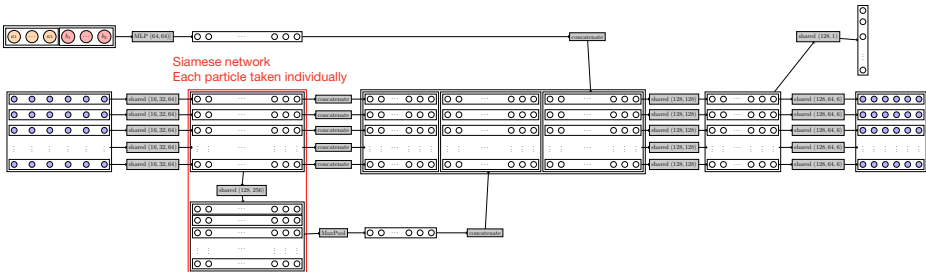 MLP (64, 64)
concatenate
shared (128, 1)
Siamese network
Each particle taken individually
shared (16, 32, 64) concatenate shared (128, 128) shared (128, 64, 6)
shared (16, 32, 64) concatenate shared (128, 128) shared (128, 64, 6)
shared (16, 32, 64) concatenate shared (128, 128) shared (128, 64, 6)
shared (16, 32, 64) concatenate shared (128, 128) shared (128, 64, 6)
shared (16, 32, 64) concatenate shared (128, 128) shared (128, 64, 6)
shared (128, 256)
MaxPool concatenate